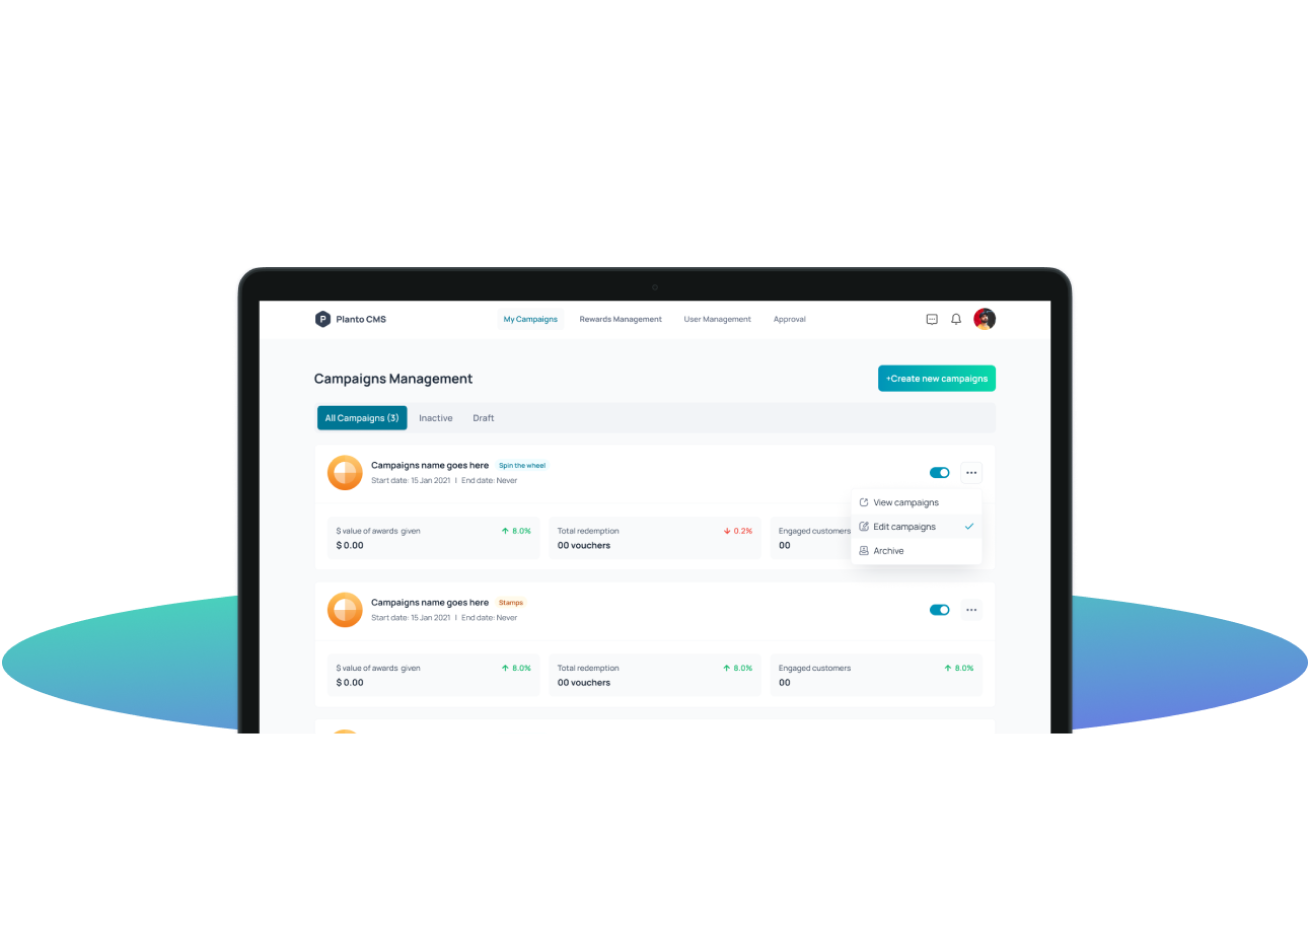 P Planto CMS My Campaigns Rewards Management User Management Approval
Campaigns Management +Create new campaigns
All Campaigns (3) Inactive Draft
Campaigns name goes here Spin the wheel
Start date: 15 Jan 2021 | End date: Never
View campaigns
$ value of awards given 8.0% Total redemption 0.2% Engaged customers Edit campaigns
$ 0.00 00 vouchers 00 Archive
Campaigns name goes here Stamps
Start date: 15 Jan 2021 | End date: Never
$ value of awards given 8.0% Total redemption 8.0% Engaged customers 8.0%
$ 0.00 00 vouchers 00